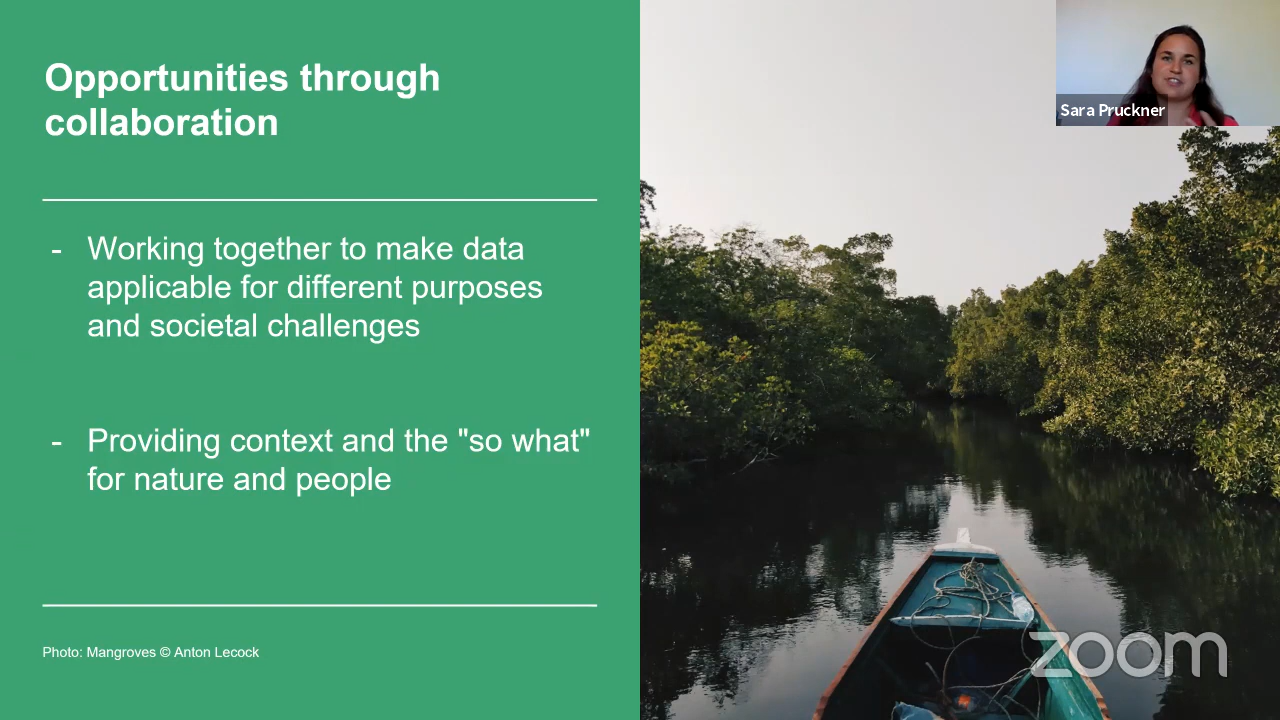 Opportunities through
collaboration
- Working together to make data
applicable for different purposes
and societal challenges
- Providing context and the "so what"
for nature and people
Photo: Mangroves © Anton Lecock
Sara Pruckner
zoom